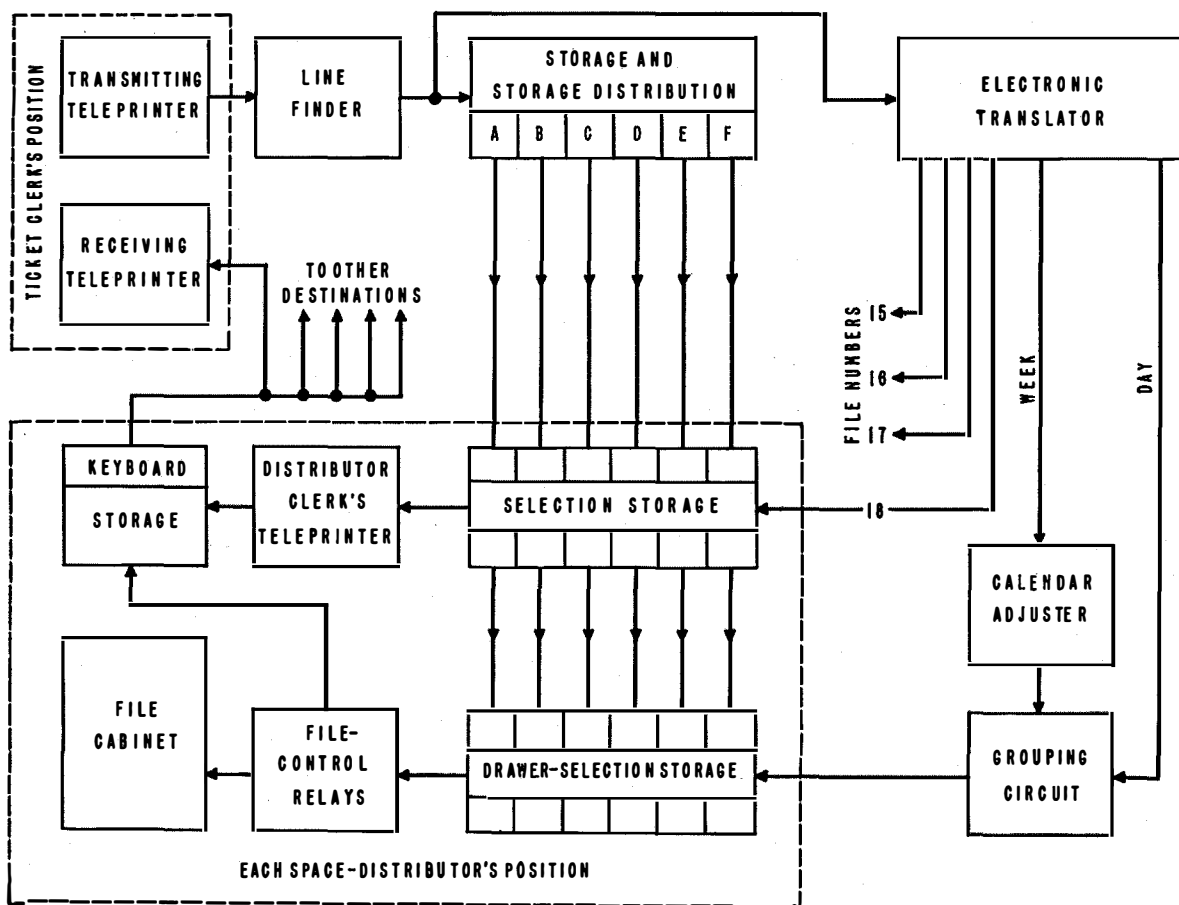 TICKET CLERK'S POSITION
TRANSMITTING
TELEPRINTER
LINE
FINDER
STORAGE AND
STORAGE DISTRIBUTION
A B C D E F
ELECTRONIC
TRANSLATOR
RECEIVING
TELEPRINTER
TO OTHER
DESTINATIONS
FILE NUMBERS
15
16
17
18
WEEK
DAY
KEYBOARD
STORAGE
DISTRIBUTOR
CLERK'S
TELEPRINTER
SELECTION STORAGE
CALENDAR
ADJUSTER
FILE
CABINET
FILE-
CONTROL
RELAYS
DRAWER-SELECTION STORAGE
GROUPING
CIRCUIT
EACH SPACE-DISTRIBUTOR'S POSITION